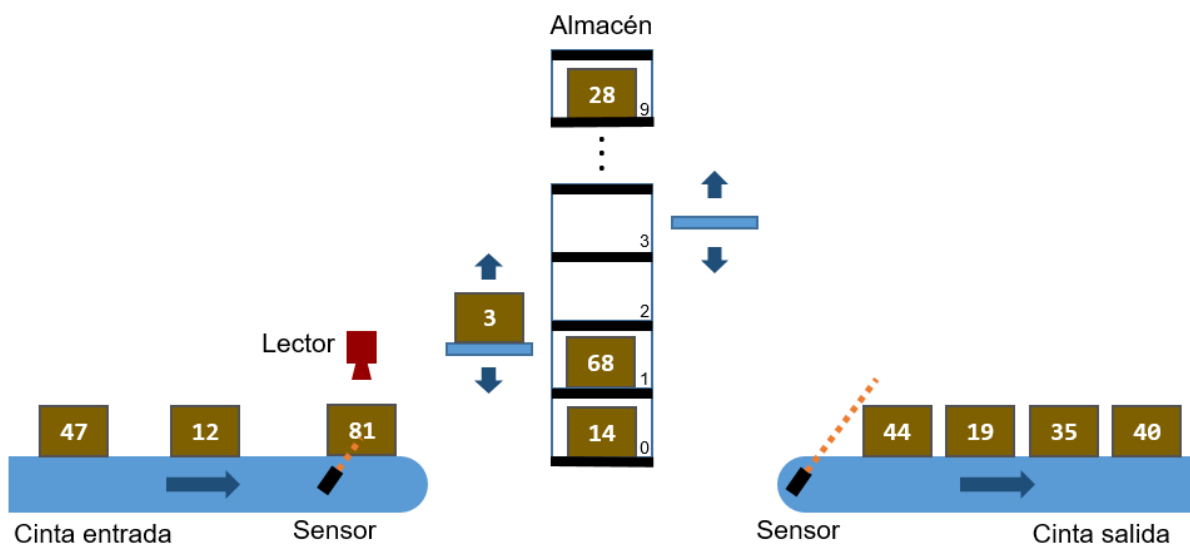 Almacén
28
9
3
2
3
Lector
68
1
47
12
81
14
0
44
19
35
40
Cinta entrada
Sensor
Sensor
Cinta salida